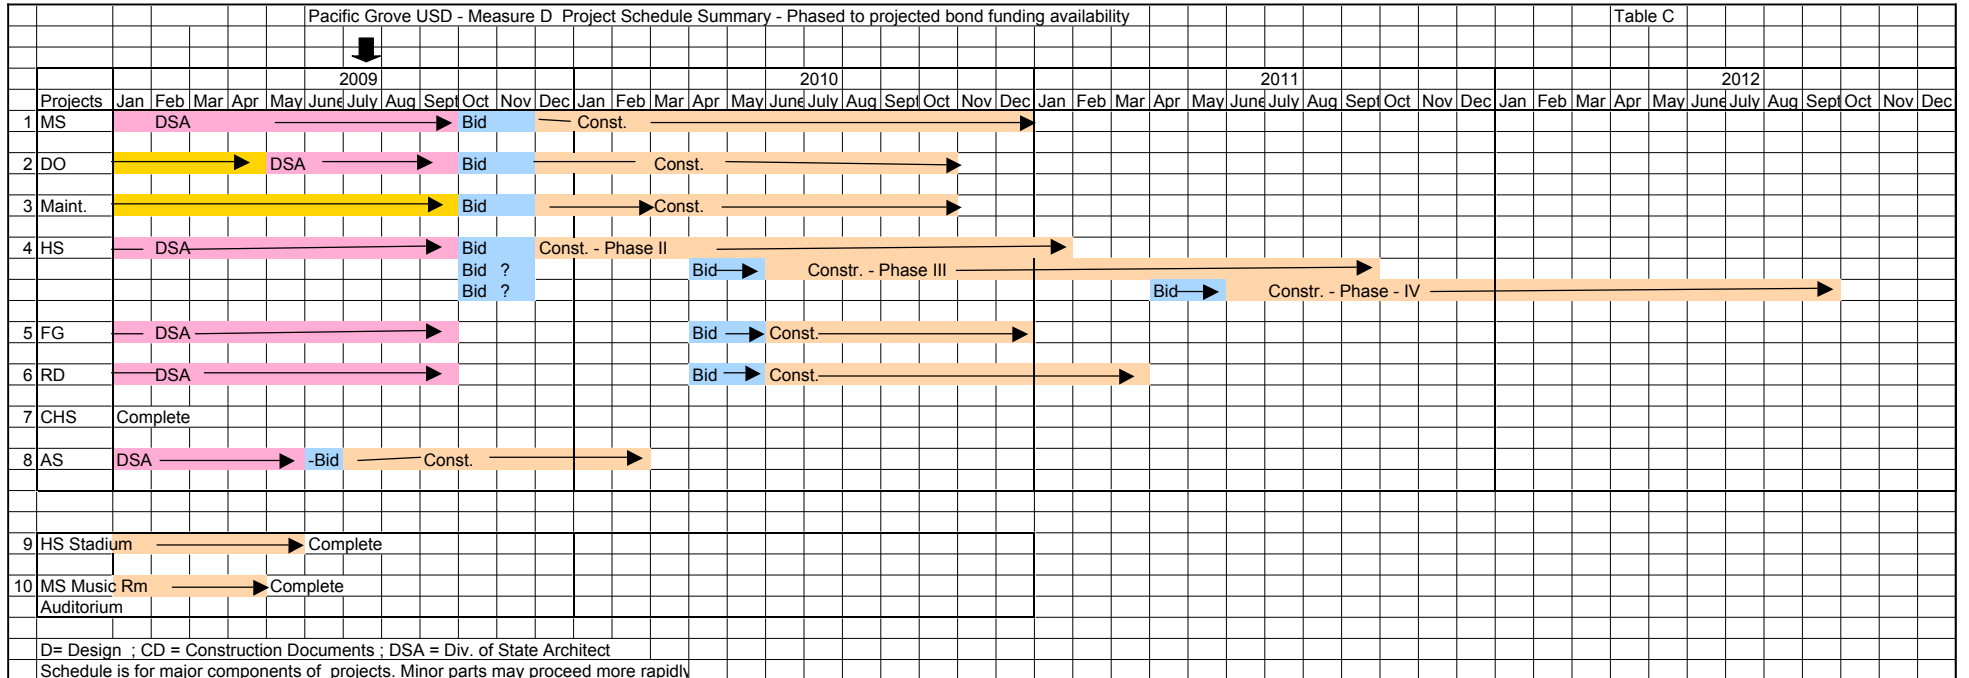 Pacific Grove USD - Measure D Project Schedule Summary - Phased to projected bond funding availability Table C
2009 2010 2011 2012
Projects Jan Feb Mar Apr May June July Aug Sept Oct Nov Dec Jan Feb Mar Apr May June July Aug Sept Oct Nov Dec Jan Feb Mar Apr May June July Aug Sept Oct Nov Dec Jan Feb Mar Apr May June July Aug Sept Oct Nov Dec
1 MS DSA Bid Const.
2 DO DSA Bid Const.
3 Maint. Bid Const.
4 HS DSA Bid Const. - Phase II
Bid ? Bid Constr. - Phase III
Bid ? Bid Constr. - Phase - IV
5 FG DSA Bid Const.
6 RD DSA Bid Const.
7 CHS Complete
8 AS DSA -Bid Const.
9 HS Stadium Complete
10 MS Music Rm Complete
Auditorium
D= Design ; CD = Construction Documents ; DSA = Div. of State Architect
Schedule is for major components of projects. Minor parts may proceed more rapidly